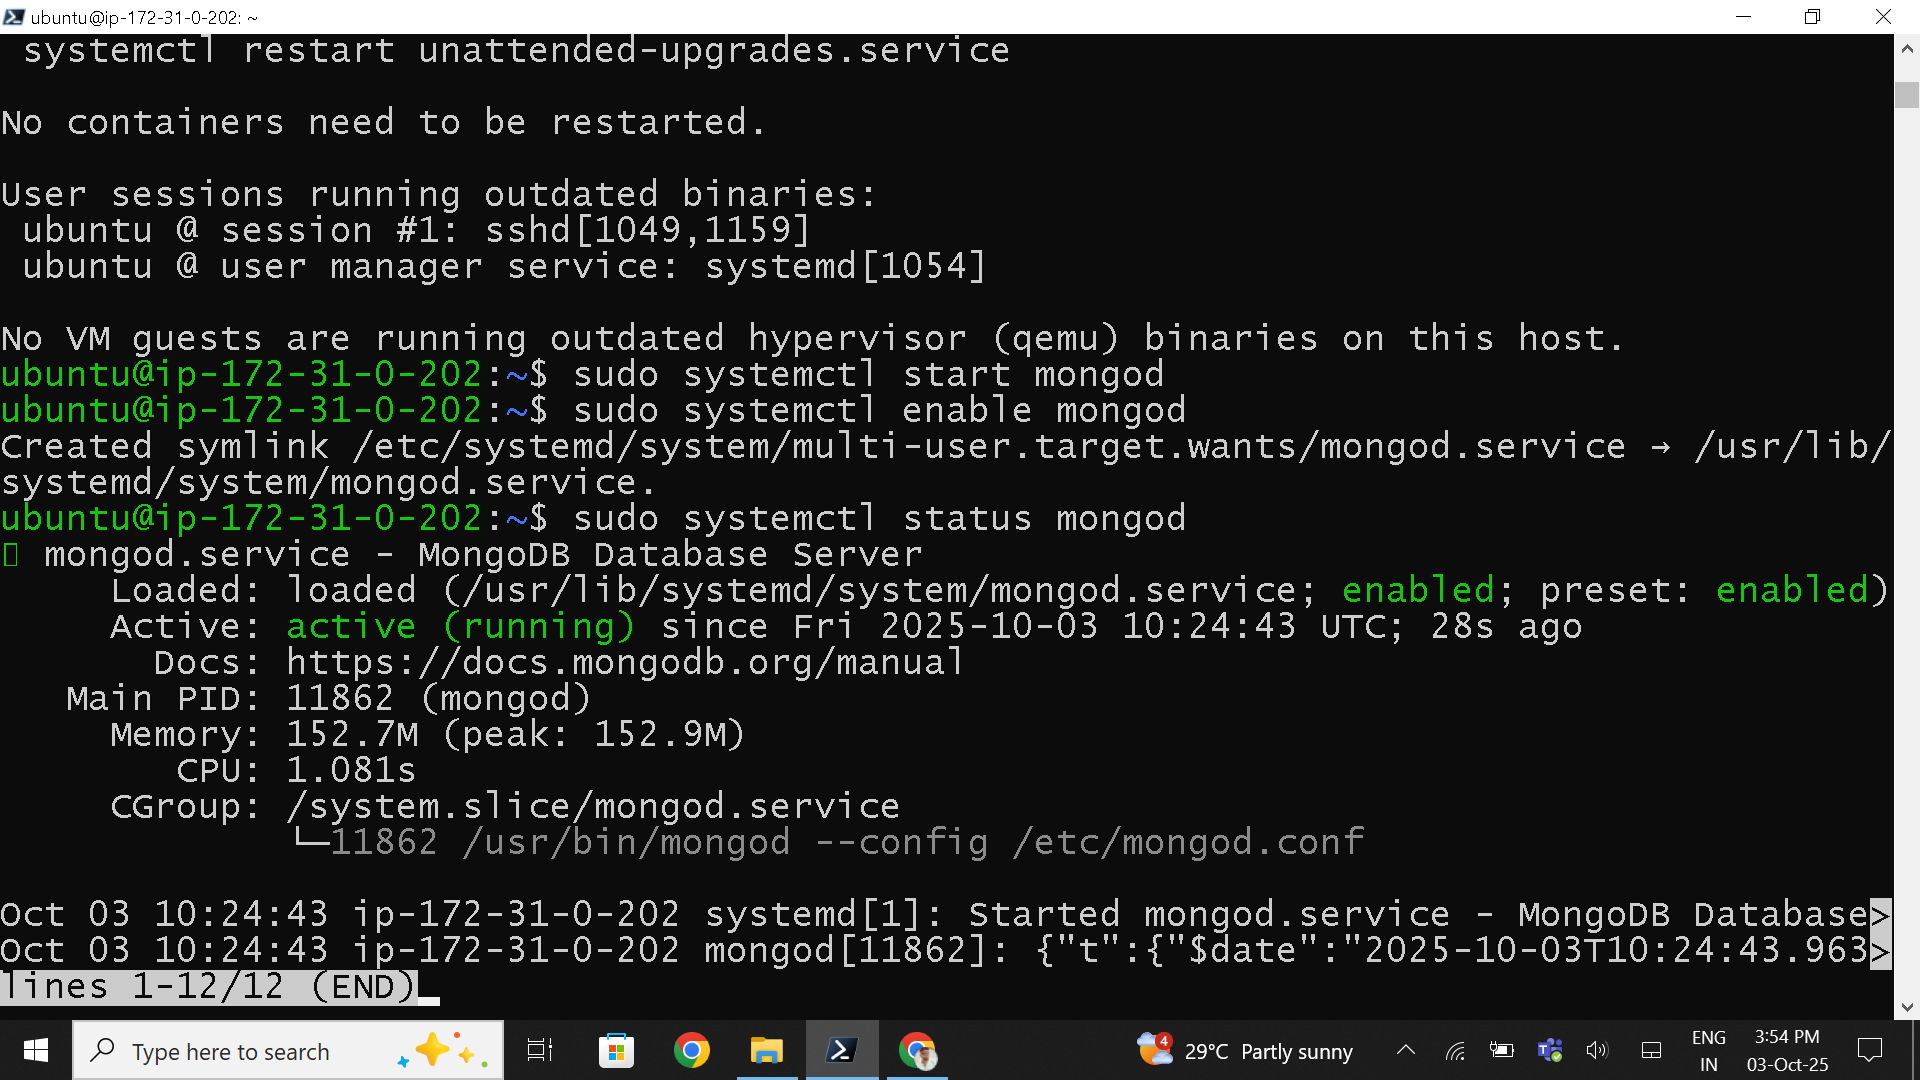 ubuntu@ip-172-31-0-202: ~
systemctl restart unattended-upgrades.service
No containers need to be restarted.
User sessions running outdated binaries:
ubuntu @ session #1: sshd[1049,1159]
ubuntu @ user manager service: systemd[1054]
No VM guests are running outdated hypervisor (qemu) binaries on this host.
ubuntu@ip-172-31-0-202:~$ sudo systemctl start mongod
ubuntu@ip-172-31-0-202:~$ sudo systemctl enable mongod
Created symlink /etc/systemd/system/multi-user.target.wants/mongod.service → /usr/lib/
systemd/system/mongod.service.
ubuntu@ip-172-31-0-202:~$ sudo systemctl status mongod
mongod.service - MongoDB Database Server
Loaded: loaded (/usr/lib/systemd/system/mongod.service; enabled; preset: enabled)
Active: active (running) since Fri 2025-10-03 10:24:43 UTC; 28s ago
Docs: https://docs.mongodb.org/manual
Main PID: 11862 (mongod)
Memory: 152.7M (peak: 152.9M)
CPU: 1.081s
CGroup: /system.slice/mongod.service
└─11862 /usr/bin/mongod --config /etc/mongod.conf
Oct 03 10:24:43 ip-172-31-0-202 systemd[1]: Started mongod.service - MongoDB Database>
Oct 03 10:24:43 ip-172-31-0-202 mongod[11862]: {"t":{"$date":"2025-10-03T10:24:43.963>
lines 1-12/12 (END)
Type here to search
4
29°C Partly sunny
ENG
IN
3:54 PM
03-Oct-25